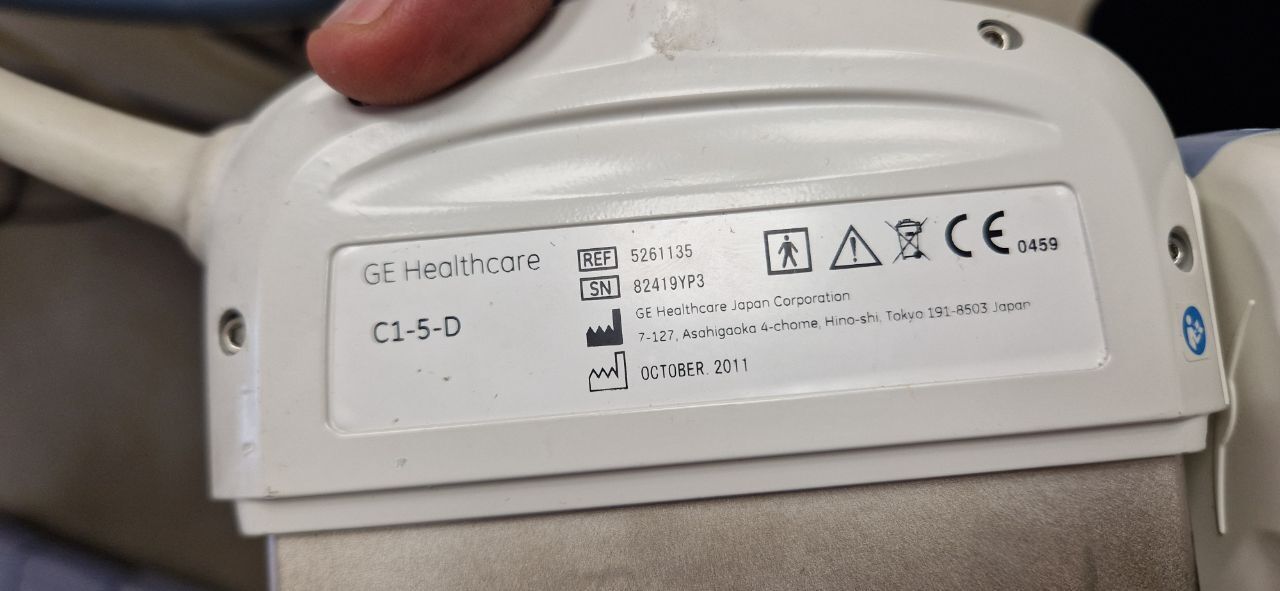 GE Healthcare
C1-5-D
REF 5261135
SN 82419YP3
GE Healthcare Japan Corporation
7-127, Asahigaoka 4-chome, Hino-shi, Tokyo 191-8503 Japan
OCTOBER. 2011
CE 0459